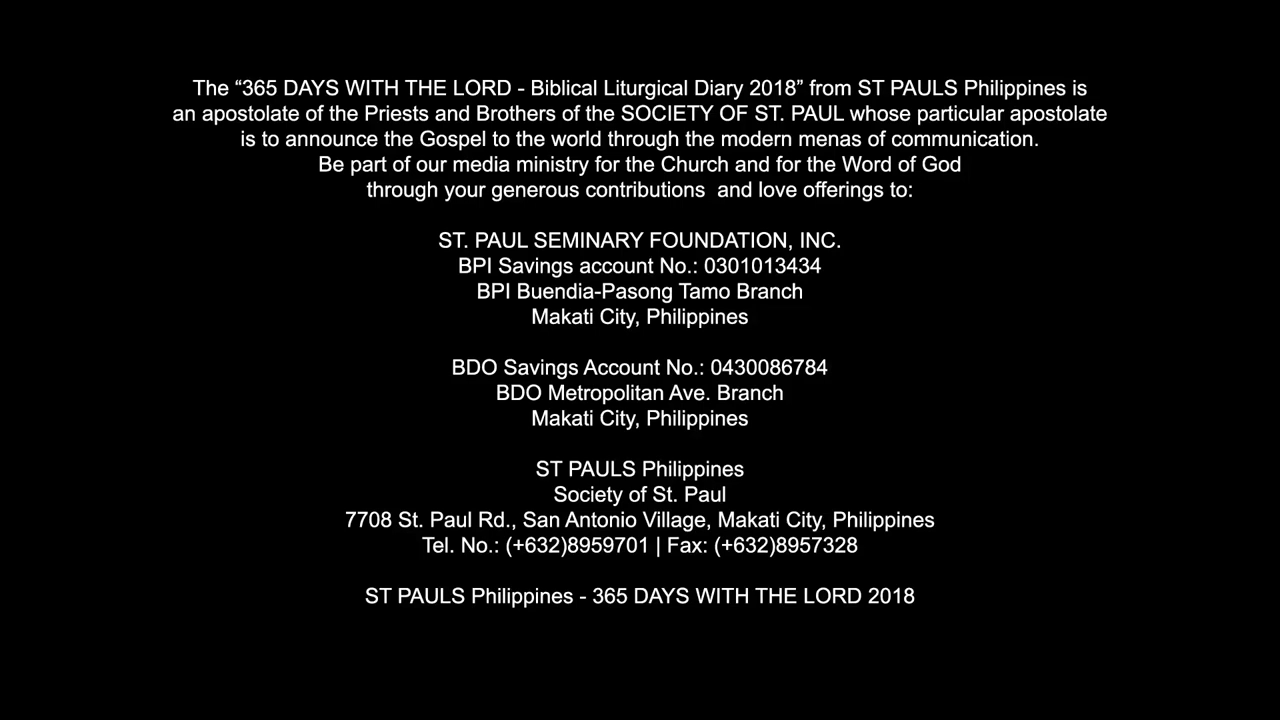 The “365 DAYS WITH THE LORD - Biblical Liturgical Diary 2018” from ST PAULS Philippines is
an apostolate of the Priests and Brothers of the SOCIETY OF ST. PAUL whose particular apostolate
is to announce the Gospel to the world through the modern menas of communication.
Be part of our media ministry for the Church and for the Word of God
through your generous contributions  and love offerings to:
ST. PAUL SEMINARY FOUNDATION, INC.
BPI Savings account No.: 0301013434
BPI Buendia-Pasong Tamo Branch
Makati City, Philippines
BDO Savings Account No.: 0430086784
BDO Metropolitan Ave. Branch
Makati City, Philippines
ST PAULS Philippines
Society of St. Paul
7708 St. Paul Rd., San Antonio Village, Makati City, Philippines
Tel. No.: (+632)8959701 | Fax: (+632)8957328
ST PAULS Philippines - 365 DAYS WITH THE LORD 2018